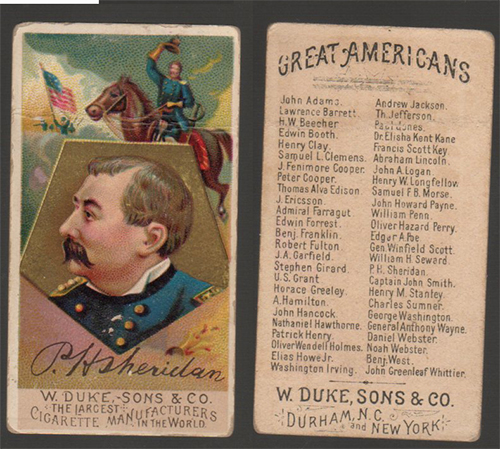 P.H Sheridan
W. DUKE,-SONS & CO.
THE LARGEST MANUFACTURERS
CIGARETTE IN THE WORLD.
GREAT AMERICANS
John Adams.
Lawrence Barrett.
H.W. Beecher
Edwin Booth.
Henry Clay.
Samuel L. Clemens.
J. Fenimore Cooper.
Peter Cooper.
Thomas Alva Edison.
J. Ericsson.
Admiral Farragut.
Edwin Forrest.
Benj. Franklin.
Robert Fulton.
J.A. Garfield.
Stephen Girard.
U.S. Grant
Horace Greeley.
A. Hamilton.
John Hancock.
Nathaniel Hawthorne.
Patrick Henry.
Oliver Wendell Holmes.
Elias Howe Jr.
Washington Irving.
Andrew Jackson.
Th. Jefferson.
Paul Jones.
Dr. Elisha Kent Kane
Francis Scott Key
Abraham Lincoln.
John A. Logan.
Henry W. Longfellow
Samuel F.B. Morse.
John Howard Payne.
William Penn.
Oliver Hazard Perry.
Edgar A. Poe
Gen. Winfield Scott.
William H. Seward.
P.H. Sheridan.
Captain John Smith.
Henry M. Stanley.
Charles Sumner.
George Washington.
General Anthony Wayne.
Daniel Webster.
Noah Webster.
Benj. West.
John Greenleaf Whittier.
W. DUKE, SONS & CO.
DURHAM, N.C.
and NEW YORK